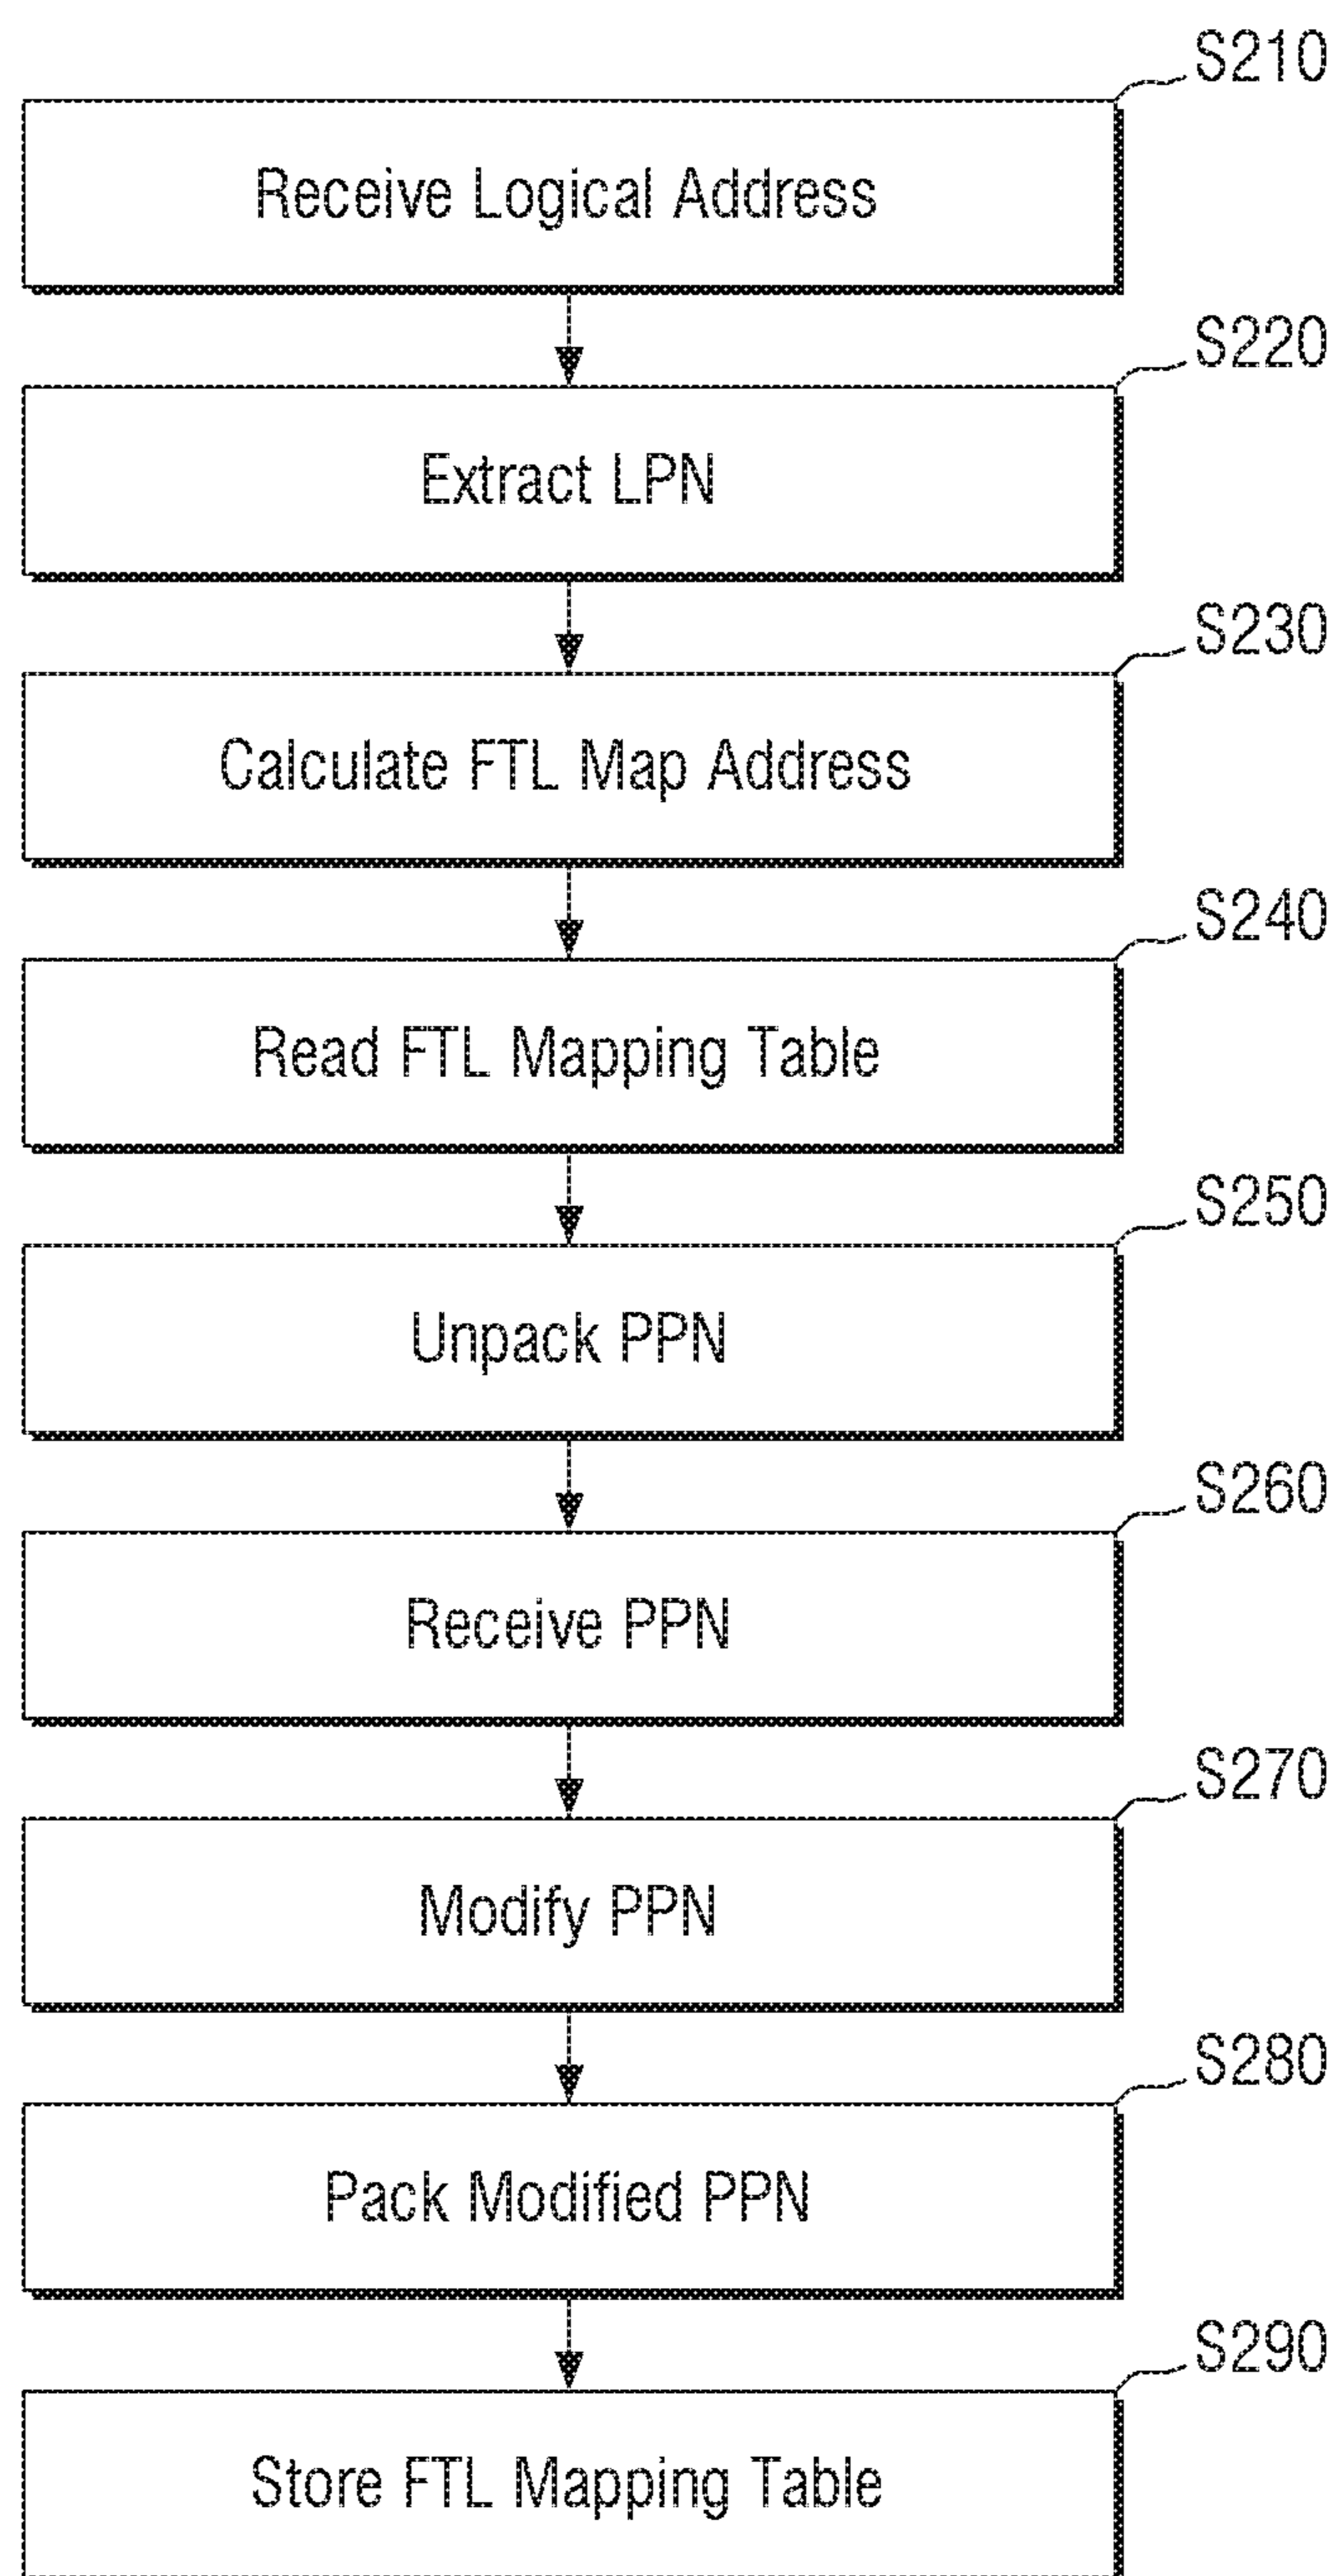 S210
Receive Logical Address
S220
Extract LPN
S230
Calculate FTL Map Address
S240
Read FTL Mapping Table
S250
Unpack PPN
S260
Receive PPN
S270
Modify PPN
S280
Pack Modified PPN
S290
Store FTL Mapping Table